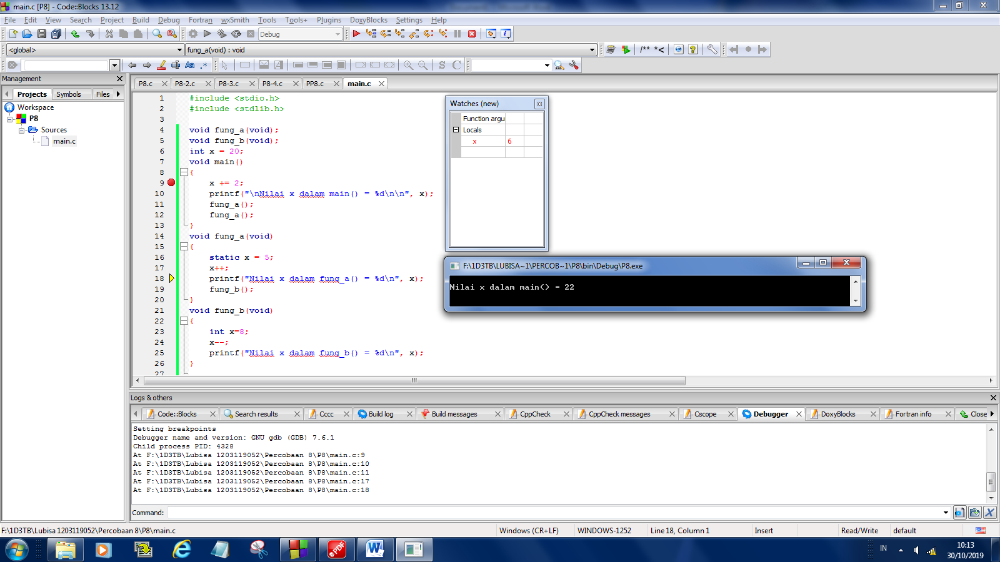 main.c [P8] - Code::Blocks 13.12
File Edit View Search Project Build Debug Fortran wxSmith Tools Tools+ Plugins DoxyBlocks Settings Help
Debug
<global> fung_a(void) : void
/** *<
Aa .*
S C
Management
P8.c P8-2.c P8-3.c P8-4.c PP8.c main.c
Projects Symbols Files
Workspace
P8
Sources
main.c
1 #include <stdio.h>
2 #include <stdlib.h>
3
4 void fung_a(void);
5 void fung_b(void);
6 int x = 20;
7 void main()
8 {
9 x += 2;
10 printf("\nNilai x dalam main() = %d\n\n", x);
11 fung_a();
12 fung_a();
13 }
14 void fung_a(void)
15 {
16 static x = 5;
17 x++;
18 printf("Nilai x dalam fung_a() = %d\n", x);
19 fung_b();
20 }
21 void fung_b(void)
22 {
23 int x=8;
24 x--;
25 printf("Nilai x dalam fung_b() = %d\n", x);
26 }
27
Watches (new)
Function argu
Locals
x 6
F:\1D3TB\LUBISA~1\PERCOB~1\P8\bin\Debug\P8.exe
Nilai x dalam main() = 22
Logs & others
Code::Blocks Search results Cccc Build log Build messages CppCheck CppCheck messages Cscope Debugger DoxyBlocks Fortran info Close
Setting breakpoints
Debugger name and version: GNU gdb (GDB) 7.6.1
Child process PID: 4328
At F:\1D3TB\Lubisa 1203119052\Percobaan 8\P8\main.c:9
At F:\1D3TB\Lubisa 1203119052\Percobaan 8\P8\main.c:10
At F:\1D3TB\Lubisa 1203119052\Percobaan 8\P8\main.c:11
At F:\1D3TB\Lubisa 1203119052\Percobaan 8\P8\main.c:17
At F:\1D3TB\Lubisa 1203119052\Percobaan 8\P8\main.c:18
Command:
F:\1D3TB\Lubisa 1203119052\Percobaan 8\P8\main.c Windows (CR+LF) WINDOWS-1252 Line 18, Column 1 Insert Read/Write default
PDF
W
IN
10:13
30/10/2019